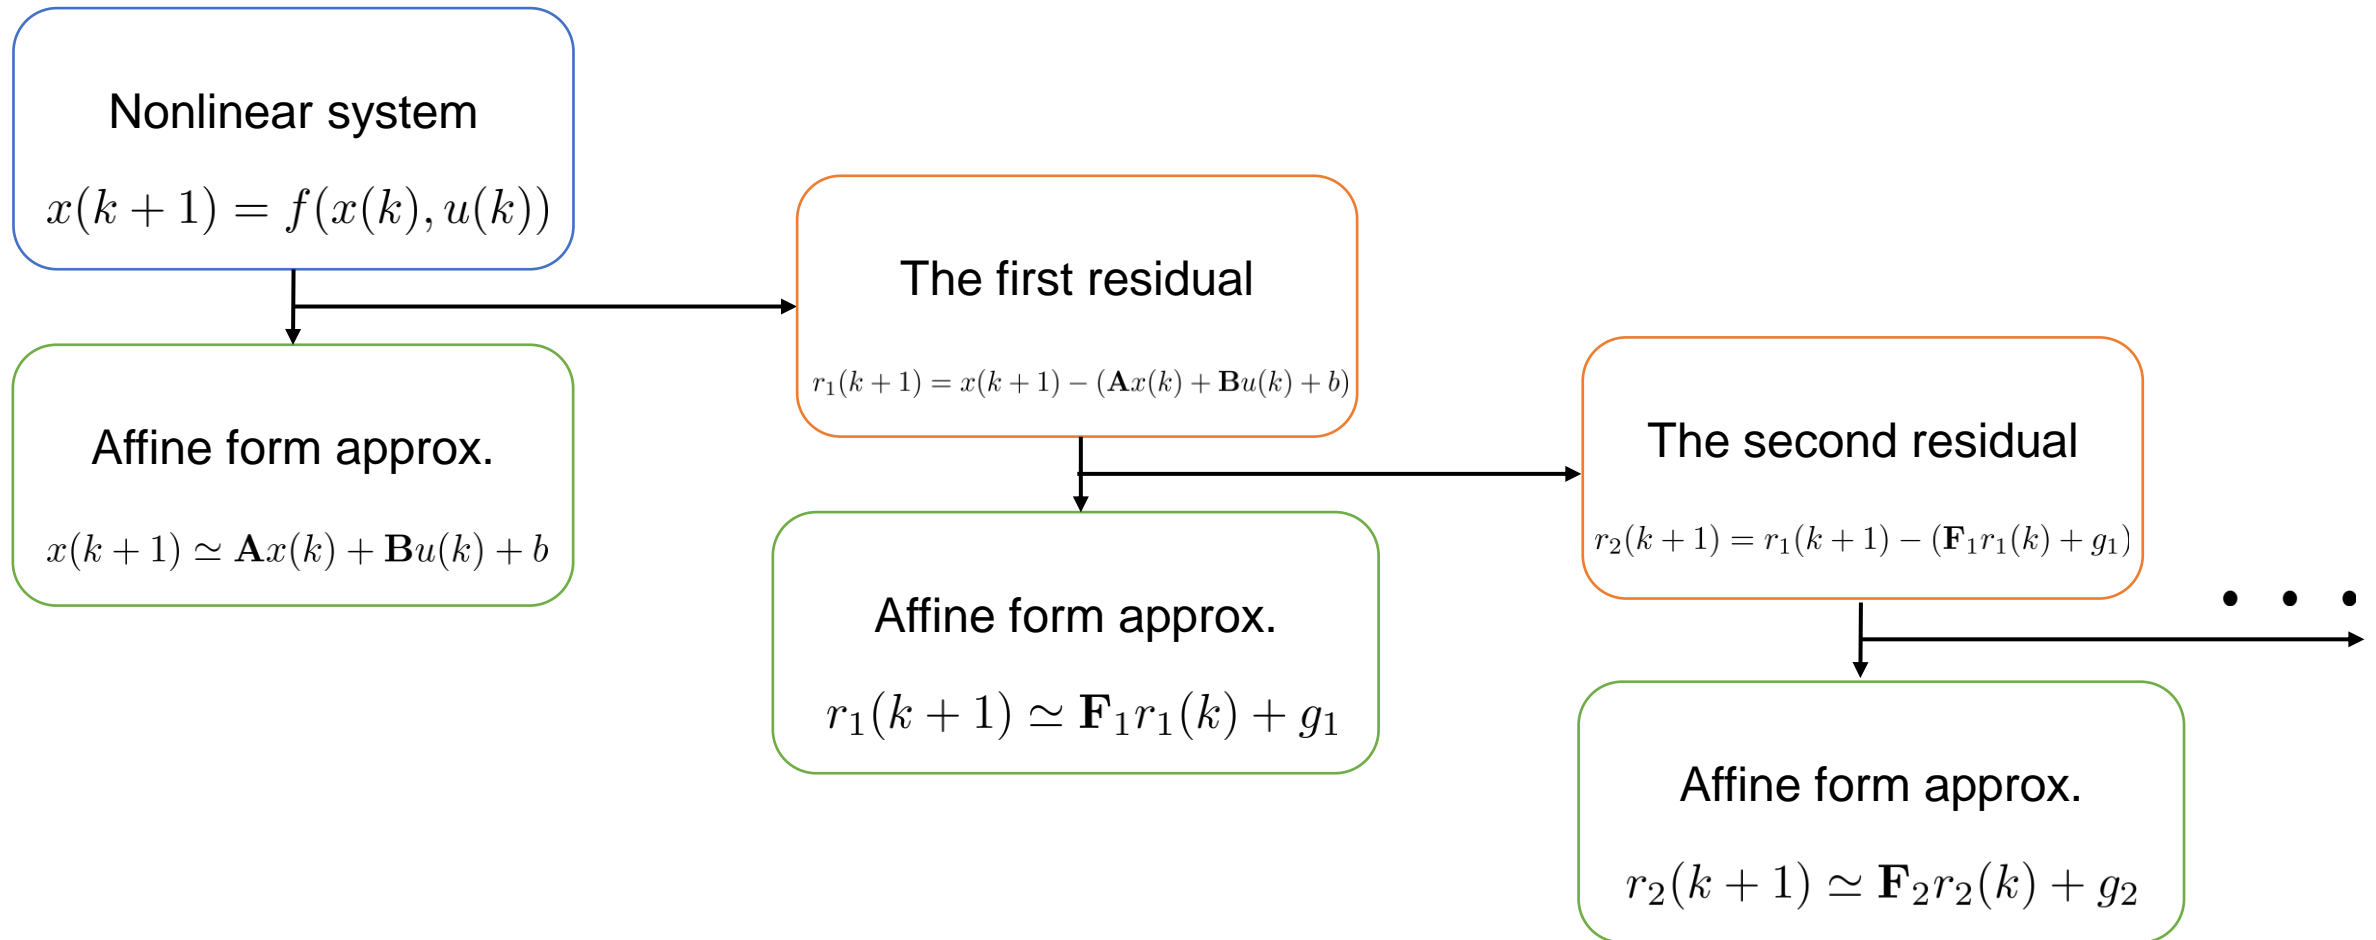 Nonlinear system
x(k + 1) = f(x(k), u(k))
Affine form approx.
x(k + 1) ≃ Ax(k) + Bu(k) + b
The first residual
r₁(k + 1) = x(k + 1) − (Ax(k) + Bu(k) + b)
Affine form approx.
r₁(k + 1) ≃ F₁r₁(k) + g₁
The second residual
r₂(k + 1) = r₁(k + 1) − (F₁r₁(k) + g₁)
Affine form approx.
r₂(k + 1) ≃ F₂r₂(k) + g₂
• • •